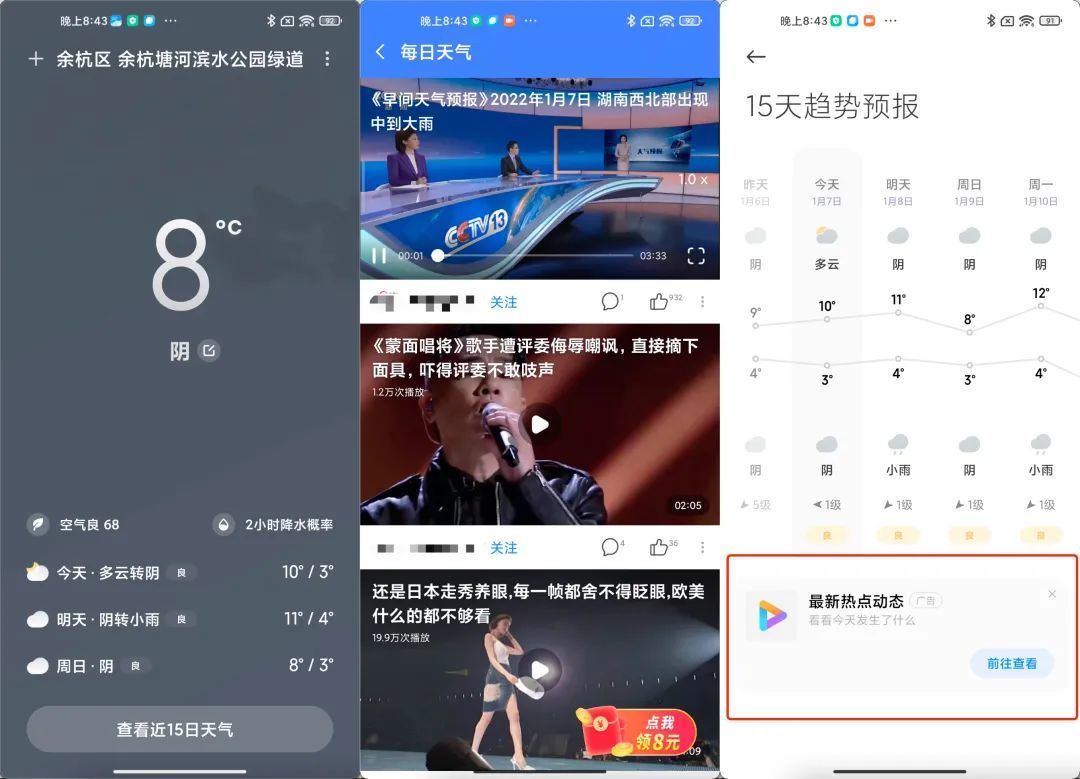 晚上8:43
92
余杭区 余杭塘河滨水公园绿道
8
°C
阴
空气良 68
2小时降水概率
今天 · 多云转阴 良 10° / 3°
明天 · 阴转小雨 良 11° / 4°
周日 · 阴 良 8° / 3°
查看近15日天气
晚上8:43
92
每日天气
《早间天气预报》2022年1月7日 湖南西北部出现
中到大雨
天气预报
1.0 x
CCTV13
00:01
03:33
关注
1
932
《蒙面唱将》歌手遭评委侮辱嘲讽，直接摘下
面具，吓得评委不敢吱声
1.2万次播放
02:05
关注
4
36
还是日本走秀养眼,每一帧都舍不得眨眼,欧美
什么的都不够看
19.9万次播放
点我
领8元
:09
晚上8:43
91
15天趋势预报
昨天 今天 明天 周日 周一
1月6日 1月7日 1月8日 1月9日 1月10日
阴 多云 阴 阴 阴
9° 10° 11° 8° 12°
4° 3° 4° 3° 4°
阴 阴 小雨 阴 小雨
5级 1级 1级 1级 1级
良 良 良 良
最新热点动态 广告
看看今天发生了什么
前往查看